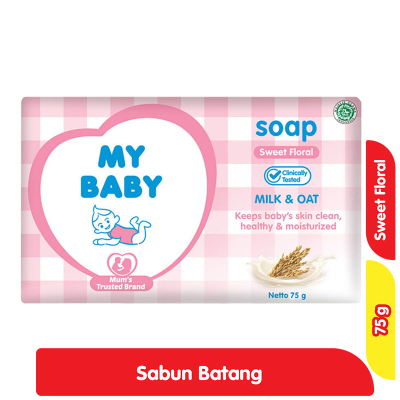 MY
BABY
Mum's
Trusted Brand
soap
Sweet Floral
Clinically
Tested
MILK & OAT
Keeps baby's skin clean,
healthy & moisturized
Netto 75 g
Sweet Floral
75 g
Sabun Batang